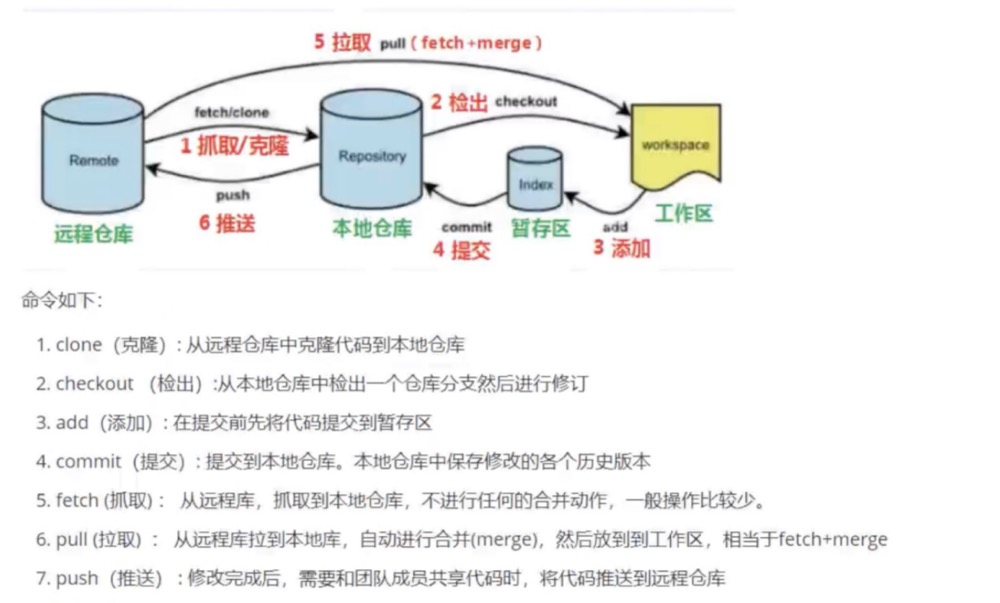 5 拉取 pull ( fetch +merge )
fetch/clone
2 检出 checkout
1 抓取/克隆
Remote
Repository
workspace
Index
push
6 推送
commit
add
工作区
远程仓库
本地仓库
暂存区
4 提交
3 添加
命令如下：
1. clone（克隆）: 从远程仓库中克隆代码到本地仓库
2. checkout （检出）:从本地仓库中检出一个仓库分支然后进行修订
3. add（添加）: 在提交前先将代码提交到暂存区
4. commit（提交）: 提交到本地仓库。本地仓库中保存修改的各个历史版本
5. fetch (抓取) ： 从远程库，抓取到本地仓库，不进行任何的合并动作，一般操作比较少。
6. pull (拉取) ： 从远程库拉到本地库，自动进行合并(merge)，然后放到到工作区，相当于fetch+merge
7. push（推送） : 修改完成后，需要和团队成员共享代码时，将代码推送到远程仓库